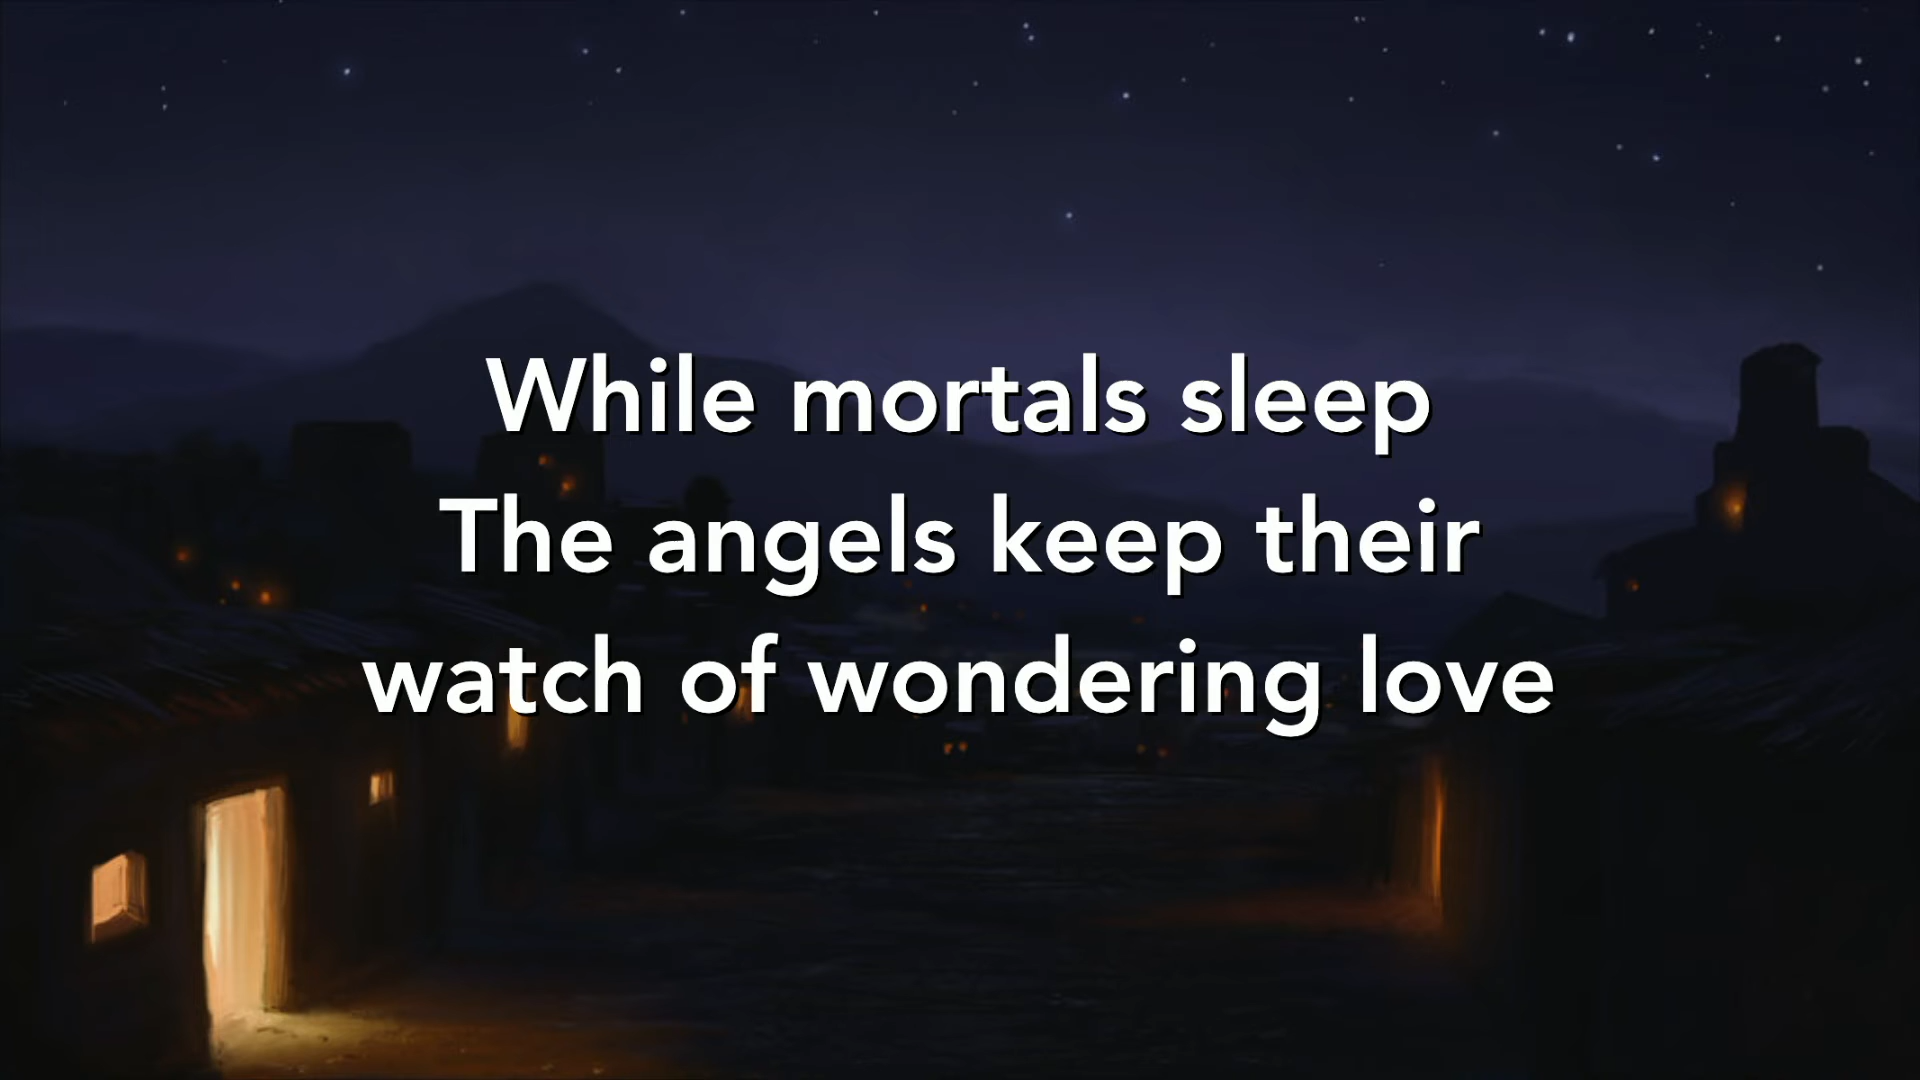 While mortals sleep
The angels keep their
watch of wondering love